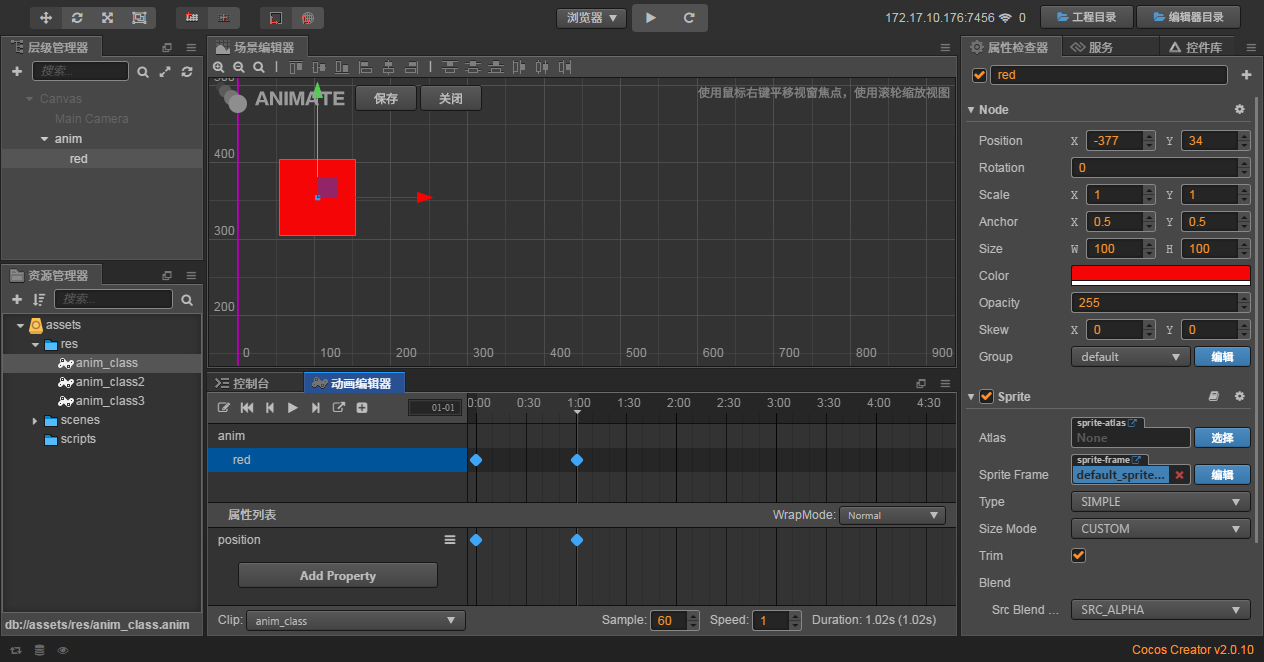 浏览器
172.17.10.176:7456
0
工程目录
编辑器目录
层级管理器
搜索...
Canvas
Main Camera
anim
red
资源管理器
搜索...
assets
res
anim_class
anim_class2
anim_class3
scenes
scripts
db://assets/res/anim_class.anim
场景编辑器
ANIMATE
保存
关闭
使用鼠标右键平移视窗焦点，使用滚轮缩放视图
500
400
300
200
0 100 200 300 400 500 600 700 800 900
控制台
动画编辑器
01-01
0:00 0:30 1:00 1:30 2:00 2:30 3:00 3:30 4:00 4:30
anim
red
属性列表
WrapMode: Normal
position
Add Property
Clip: anim_class
Sample: 60 Speed: 1 Duration: 1.02s (1.02s)
属性检查器
服务
控件库
red
Node
Position X -377 Y 34
Rotation 0
Scale X 1 Y 1
Anchor X 0.5 Y 0.5
Size W 100 H 100
Color
Opacity 255
Skew X 0 Y 0
Group default 编辑
Sprite
sprite-atlas
Atlas None 选择
sprite-frame
Sprite Frame default_sprite... 编辑
Type SIMPLE
Size Mode CUSTOM
Trim
Blend
Src Blend ... SRC_ALPHA
Cocos Creator v2.0.10